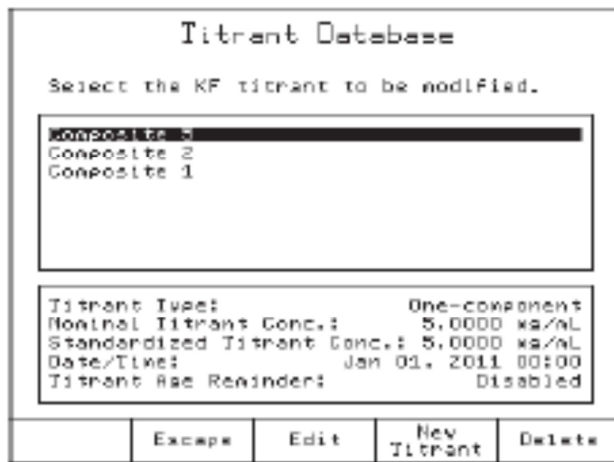 Titrant Database
Select the KF titrant to be modified.
Composite 5
Composite 2
Composite 1
Titrant Type: One-component
Nominal Titrant Conc.: 5.0000 mg/mL
Standardized Titrant Conc.: 5.0000 mg/mL
Date/Time: Jan 01, 2011 00:00
Titrant Age Reminder: Disabled
Escape
Edit
New
Titrant
Delete